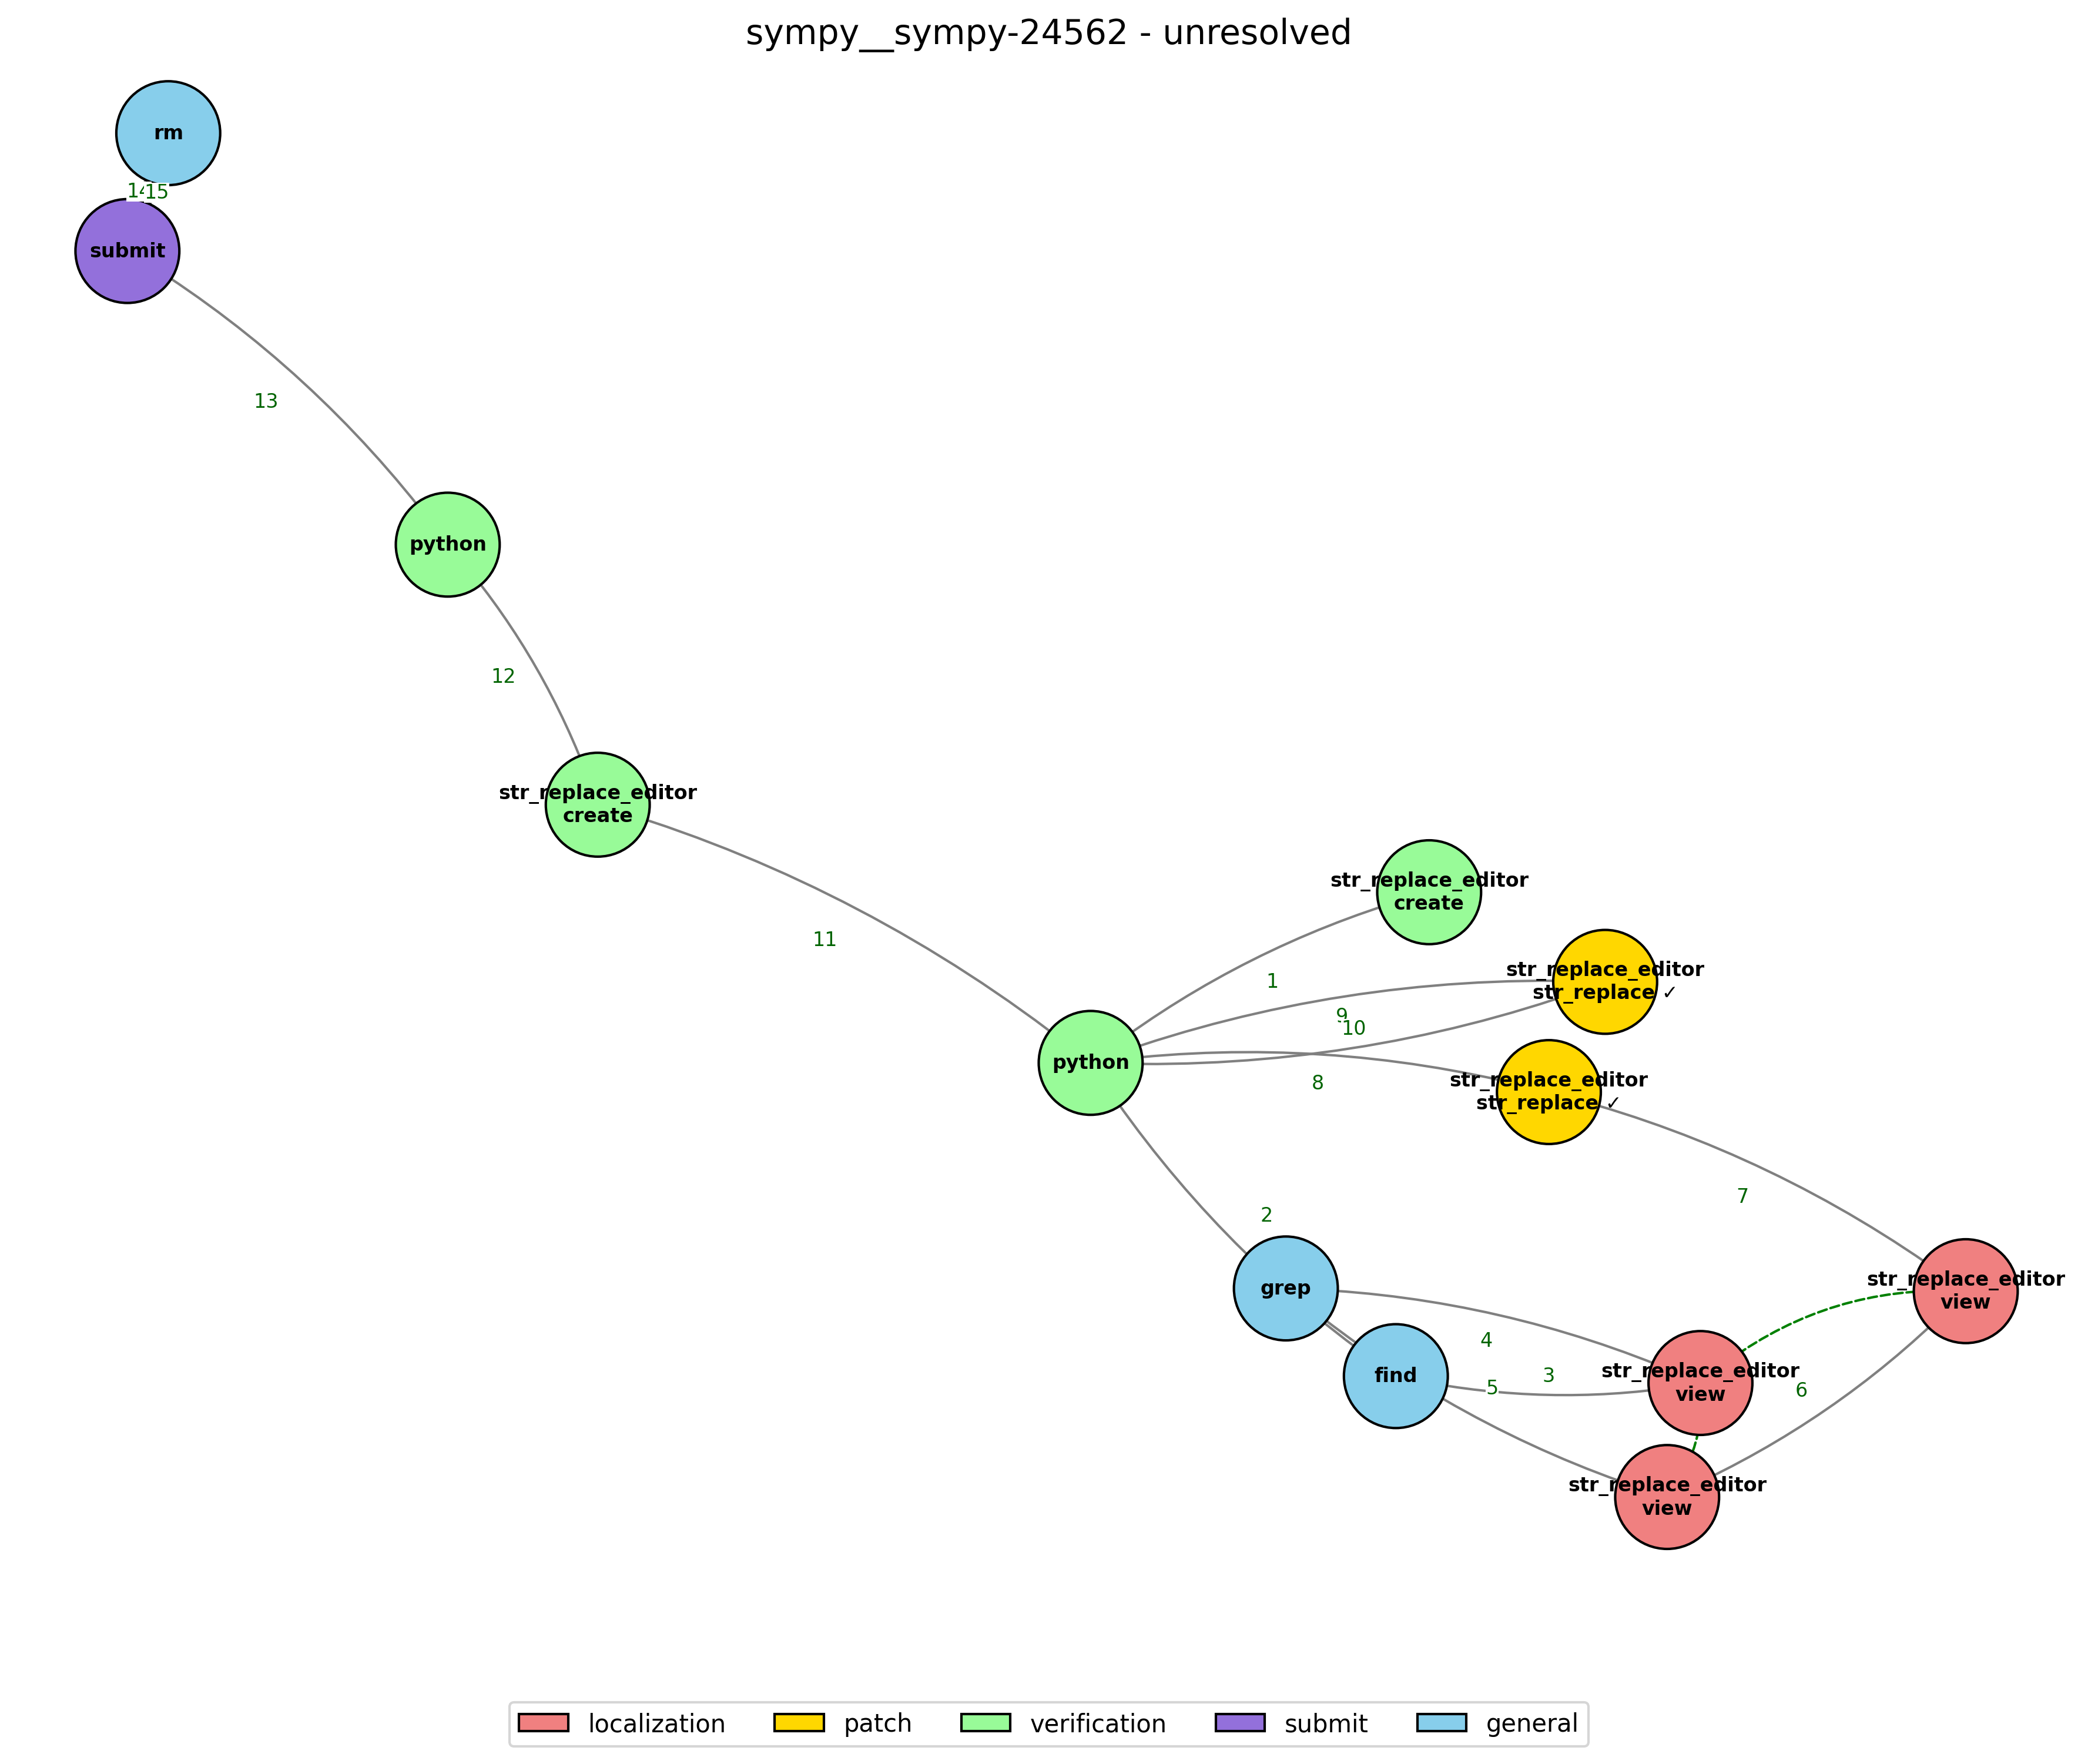 sympy__sympy-24562 - unresolved
rm
15
submit
13
python
12
str_replace_editor
create
11
str_replace_editor
create
1
str_replace_editor
str_replace ✓
9
10
python
8
str_replace_editor
str_replace ✓
7
2
grep
str_replace_editor
view
4
find
3
5
str_replace_editor
view
6
str_replace_editor
view
localization
patch
verification
submit
general